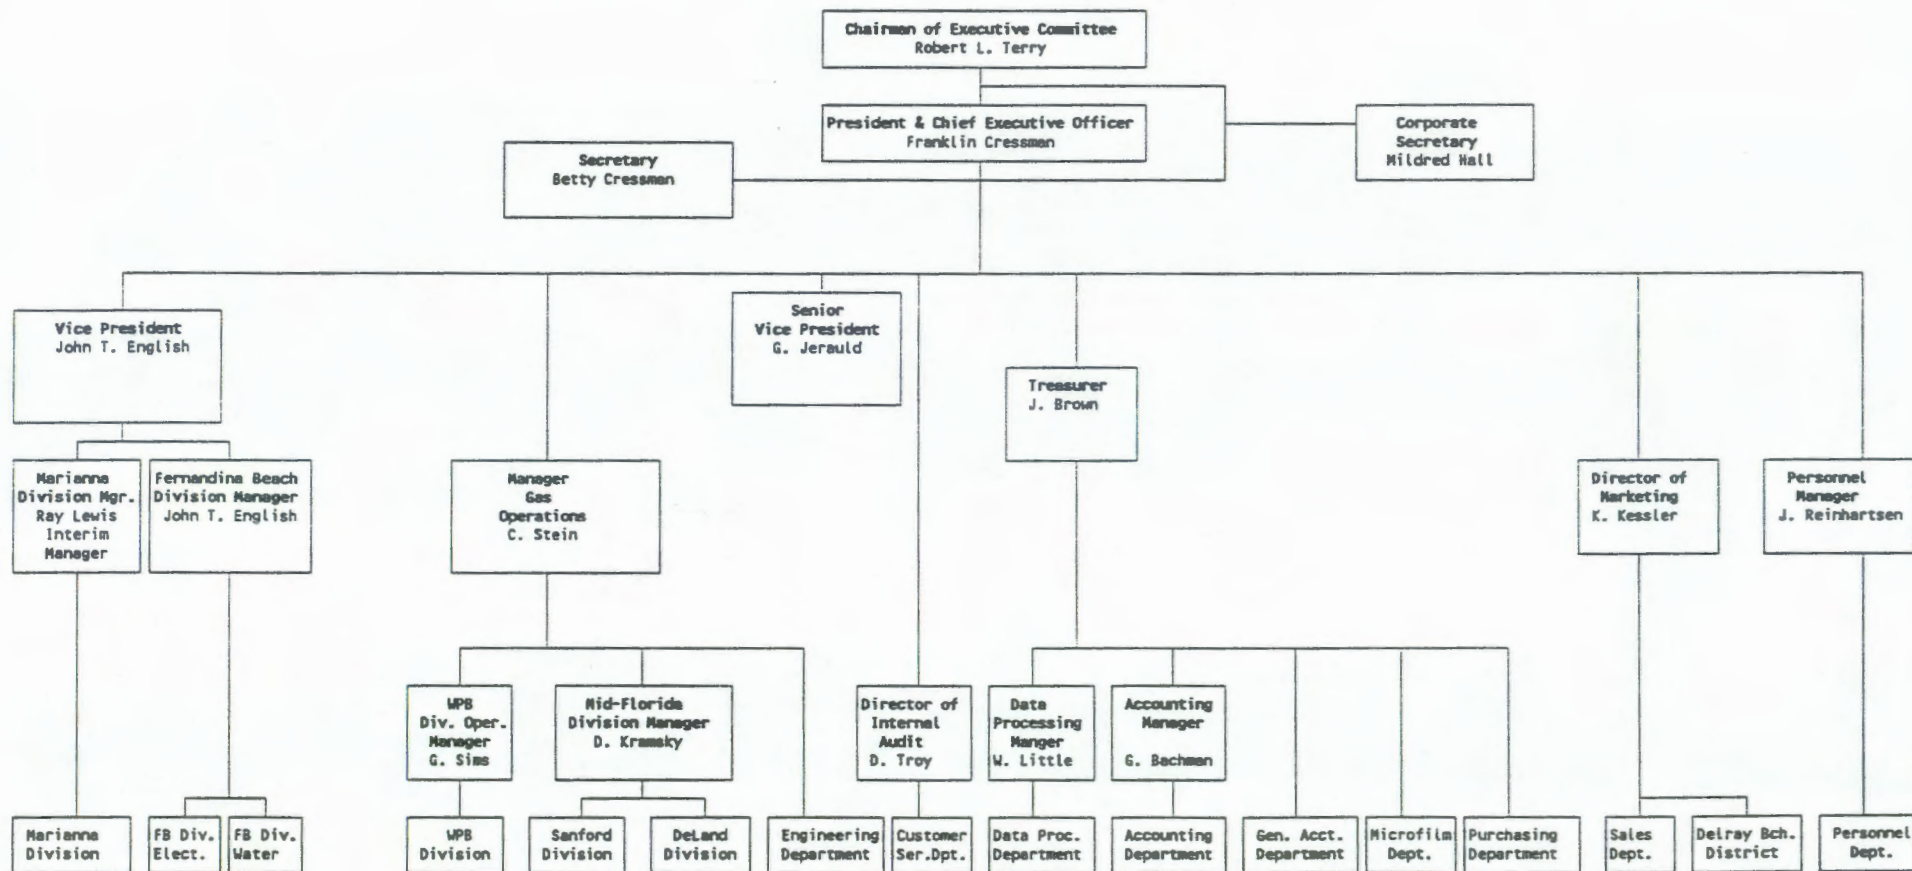 Chairman of Executive Committee
Robert L. Terry
President & Chief Executive Officer
Franklin Cressman
Corporate
Secretary
Mildred Hall
Secretary
Betty Cressman
Vice President
John T. English
Senior
Vice President
G. Jerauld
Treasurer
J. Brown
Marianna
Division Mgr.
Ray Lewis
Interim
Manager
Fernandina Beach
Division Manager
John T. English
Manager
Gas
Operations
C. Stein
Director of
Marketing
K. Kessler
Personnel
Manager
J. Reinhartsen
WPB
Div. Oper.
Manager
G. Sims
Mid-Florida
Division Manager
D. Kramsky
Director of
Internal
Audit
D. Troy
Data
Processing
Manger
W. Little
Accounting
Manager
G. Bachman
Marianna
Division
FB Div.
Elect.
FB Div.
Water
WPB
Division
Sanford
Division
DeLand
Division
Engineering
Department
Customer
Ser.Dpt.
Data Proc.
Department
Accounting
Department
Gen. Acct.
Department
Microfilm
Dept.
Purchasing
Department
Sales
Dept.
Delray Bch.
District
Personnel
Dept.